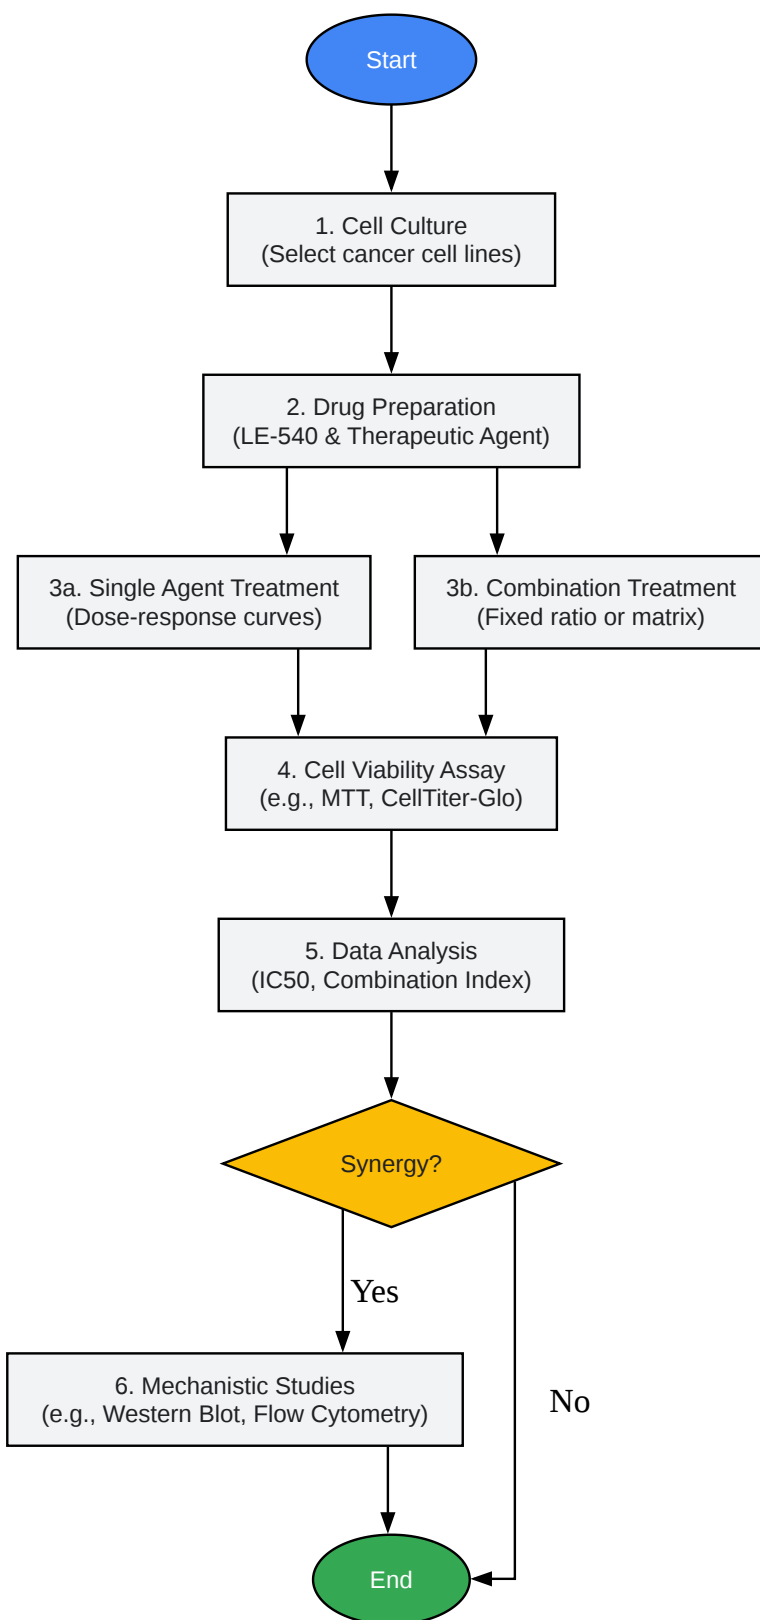 Start
1. Cell Culture
(Select cancer cell lines)
2. Drug Preparation
(LE-540 & Therapeutic Agent)
3a. Single Agent Treatment
(Dose-response curves)
3b. Combination Treatment
(Fixed ratio or matrix)
4. Cell Viability Assay
(e.g., MTT, CellTiter-Glo)
5. Data Analysis
(IC50, Combination Index)
Synergy?
Yes
6. Mechanistic Studies
(e.g., Western Blot, Flow Cytometry)
No
End